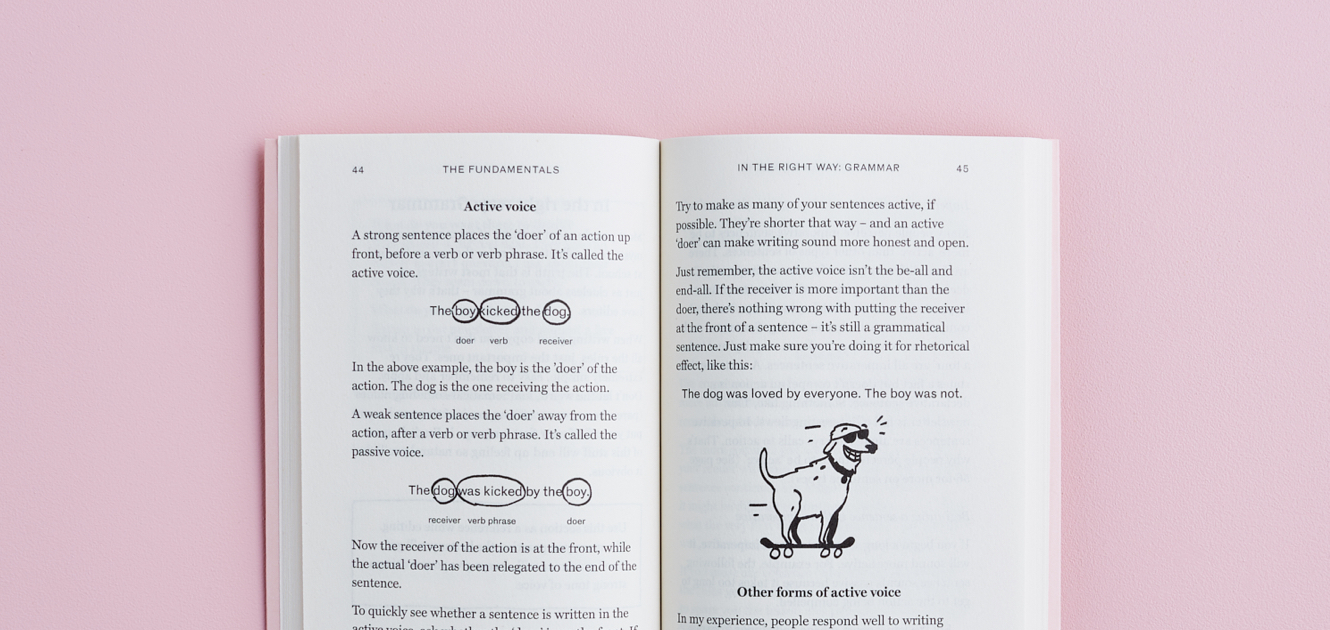 44 THE FUNDAMENTALS
Active voice
A strong sentence places the ‘doer’ of an action up
front, before a verb or verb phrase. It’s called the
active voice.
The boy kicked the dog.
doer verb receiver
In the above example, the boy is the ’doer’ of the
action. The dog is the one receiving the action.
A weak sentence places the ‘doer’ away from the
action, after a verb or verb phrase. It’s called the
passive voice.
The dog was kicked by the boy.
receiver verb phrase doer
Now the receiver of the action is at the front, while
the actual ‘doer’ has been relegated to the end of the
sentence.
To quickly see whether a sentence is written in the
IN THE RIGHT WAY: GRAMMAR 45
Try to make as many of your sentences active, if
possible. They’re shorter that way – and an active
‘doer’ can make writing sound more honest and open.
Just remember, the active voice isn’t the be-all and
end-all. If the receiver is more important than the
doer, there’s nothing wrong with putting the receiver
at the front of a sentence – it’s still a grammatical
sentence. Just make sure you’re doing it for rhetorical
effect, like this:
The dog was loved by everyone. The boy was not.
Other forms of active voice
In my experience, people respond well to writing